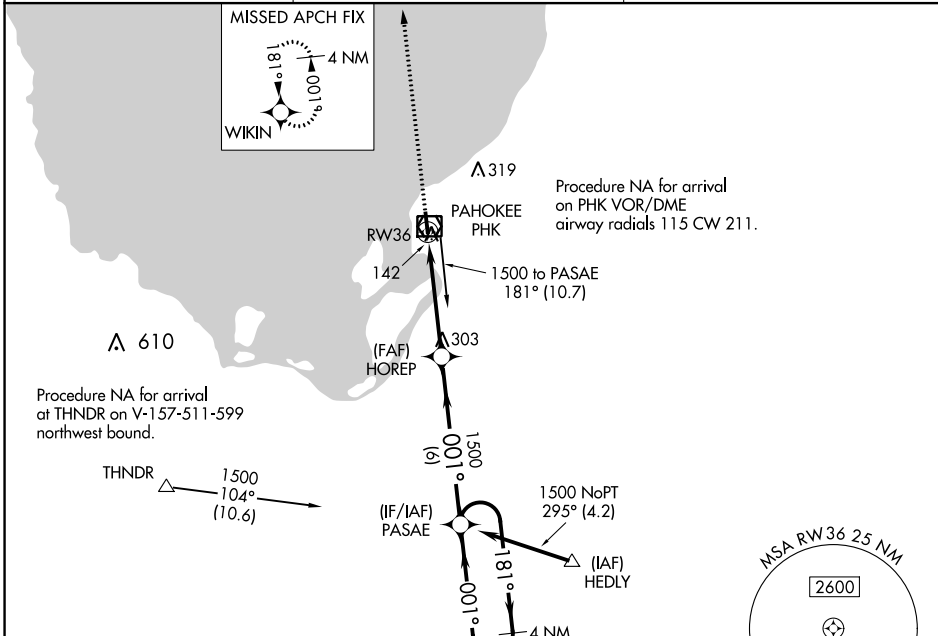 MISSED APCH FIX
181°
4 NM
001°
WIKIN
319
Procedure NA for arrival
on PHK VOR/DME
airway radials 115 CW 211.
PAHOKEE
PHK
RW36
142
1500 to PASAE
181° (10.7)
610
303
(FAF)
HOREP
Procedure NA for arrival
at THNDR on V-157-511-599
northwest bound.
1500
001°
(6)
THNDR
1500
104°
(10.6)
1500 NoPT
295° (4.2)
(IF/IAF)
PASAE
(IAF)
HEDLY
181°
001°
4 NM
MSA RW36 25 NM
2600